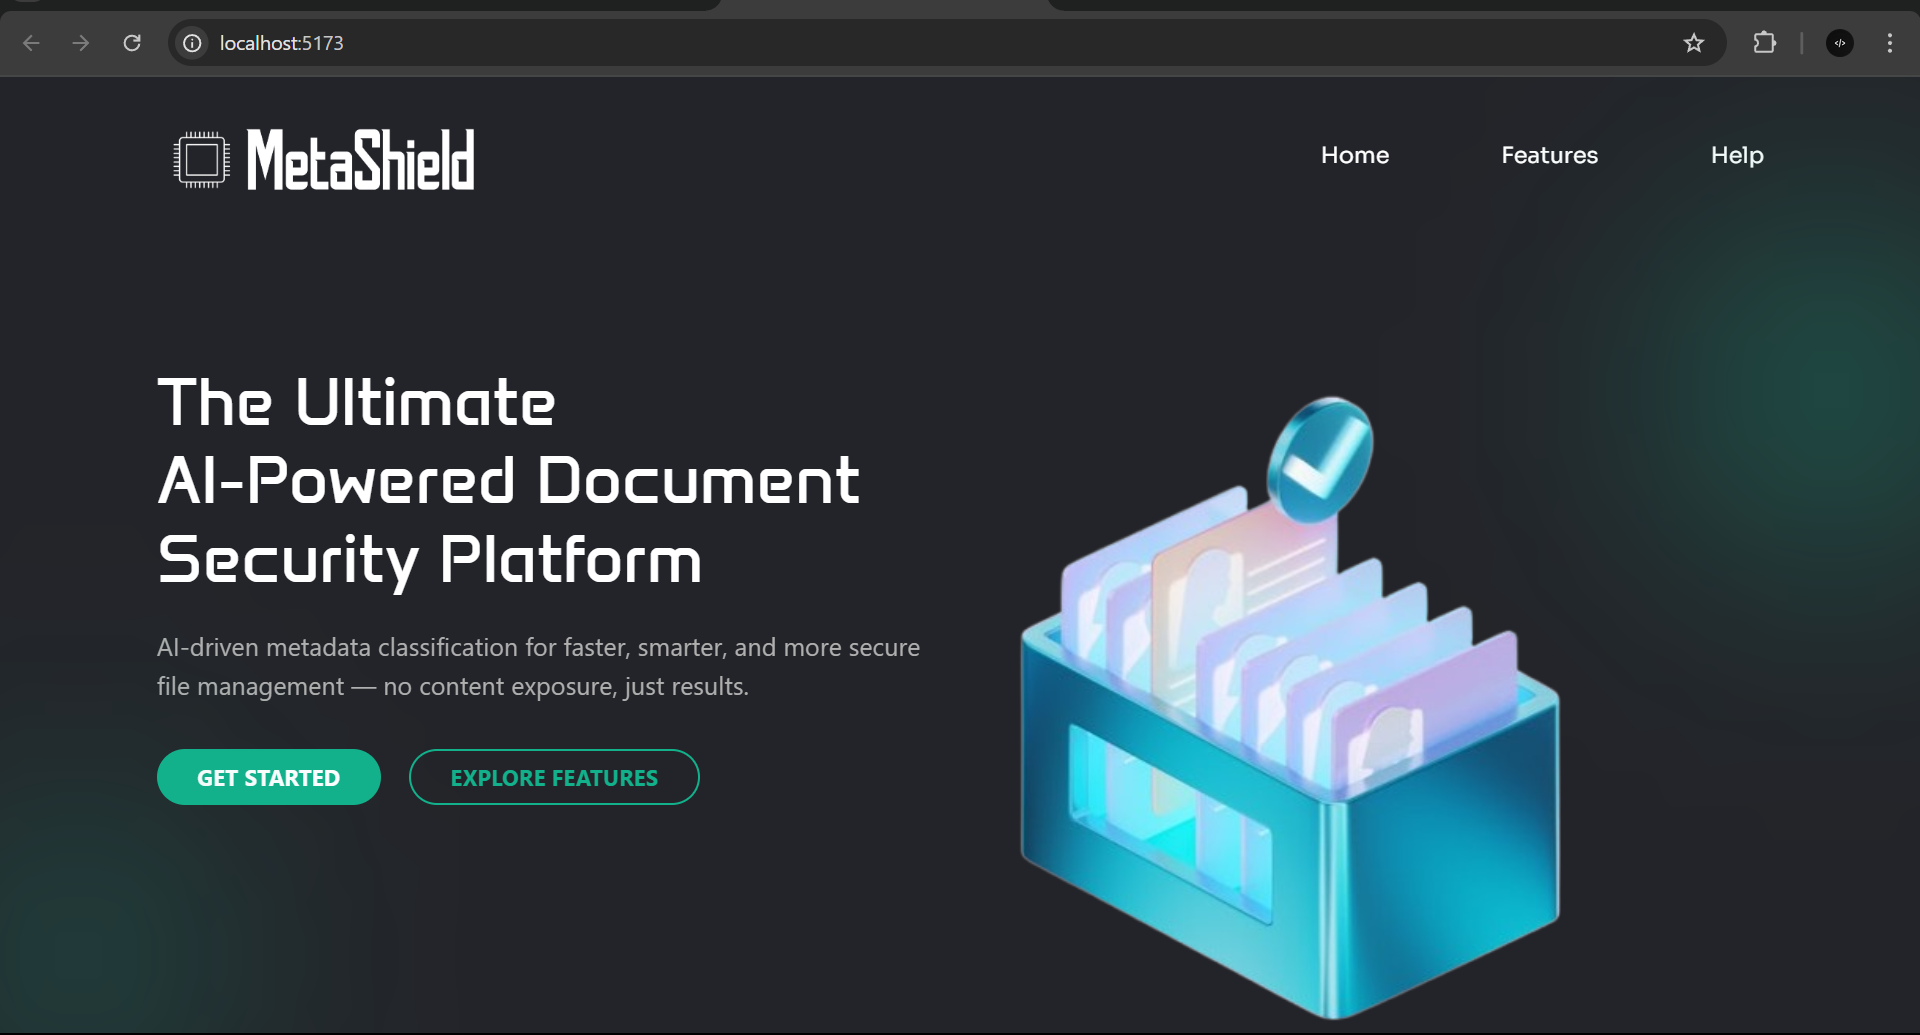 localhost:5173
MetaShield
Home Features Help
The Ultimate
AI-Powered Document
Security Platform
AI-driven metadata classification for faster, smarter, and more secure
file management — no content exposure, just results.
GET STARTED EXPLORE FEATURES